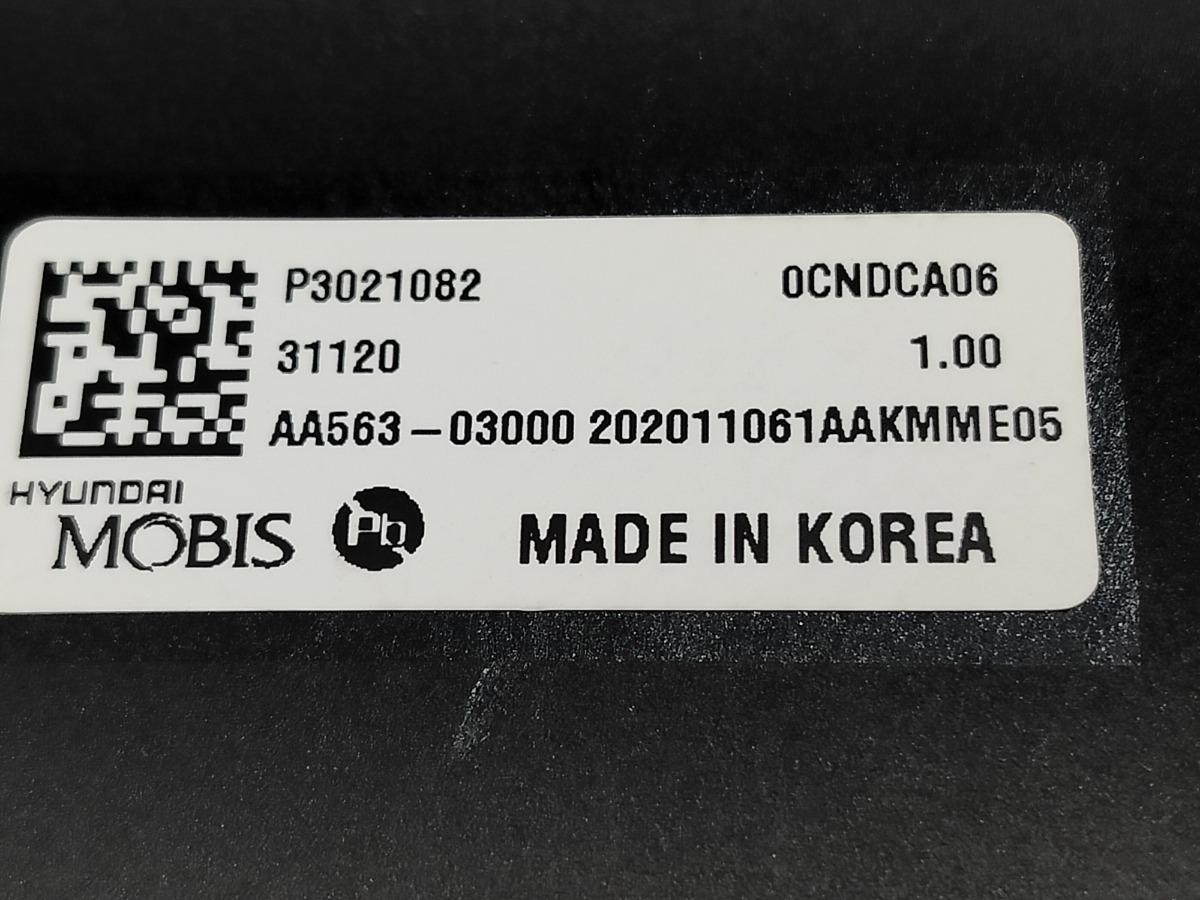 P3021082 0CNDCA06
31120 1.00
AA563-03000 202011061AAKMME05
HYUNDAI
MOBIS Pb MADE IN KOREA